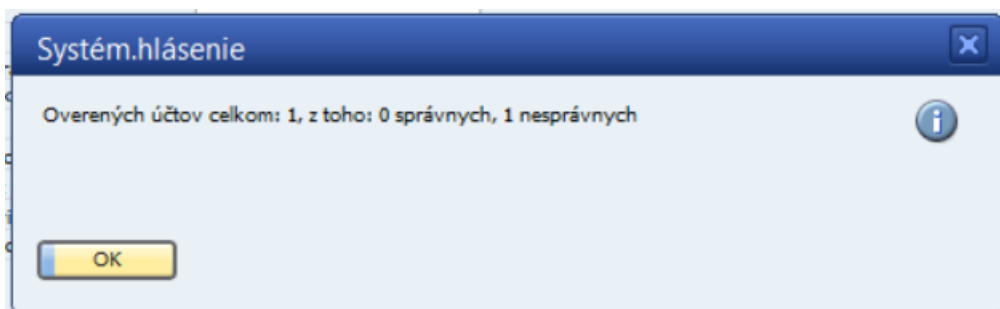 Systém.hlásenie
Overených účtov celkom: 1, z toho: 0 správnych, 1 nesprávnych
OK